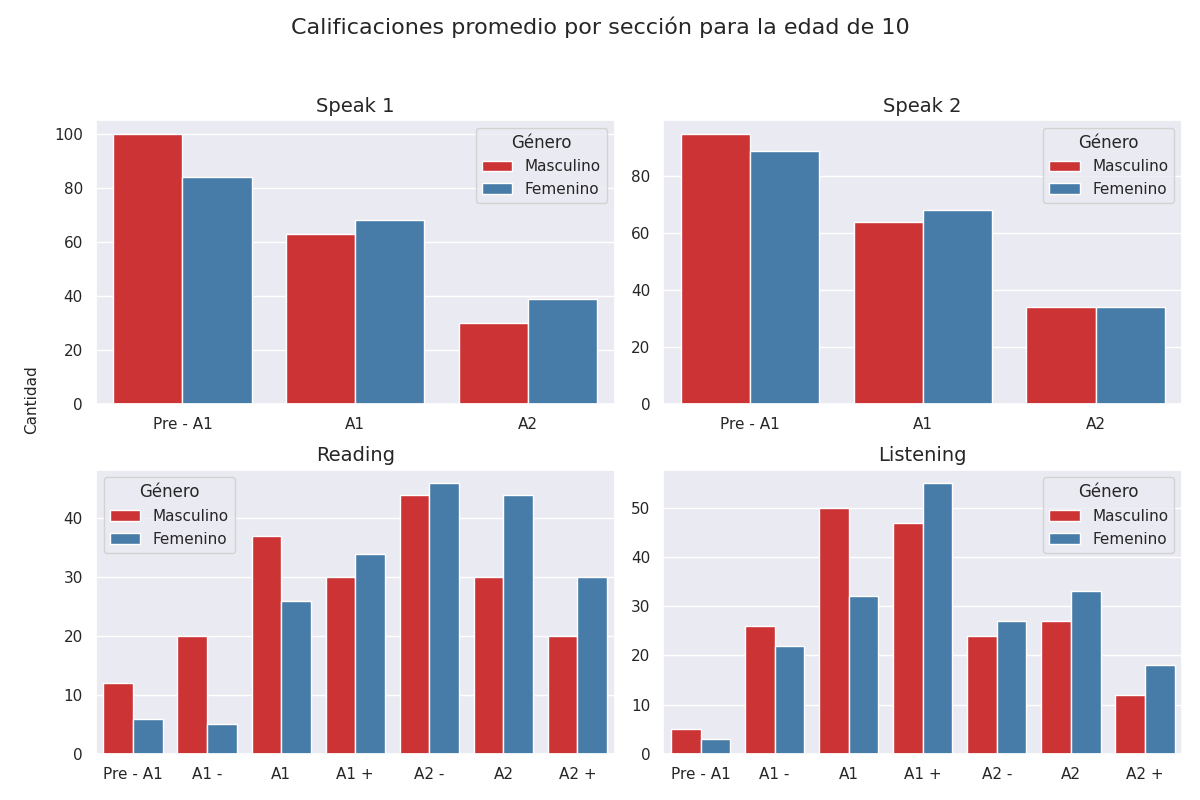 Calificaciones promedio por sección para la edad de 10
Cantidad
Speak 1
100
80
60
40
20
0
Género
Masculino
Femenino
Pre - A1 A1 A2
Speak 2
80
60
40
20
0
Género
Masculino
Femenino
Pre - A1 A1 A2
Reading
40
30
20
10
0
Género
Masculino
Femenino
Pre - A1 A1 - A1 A1 + A2 - A2 A2 +
Listening
50
40
30
20
10
0
Género
Masculino
Femenino
Pre - A1 A1 - A1 A1 + A2 - A2 A2 +